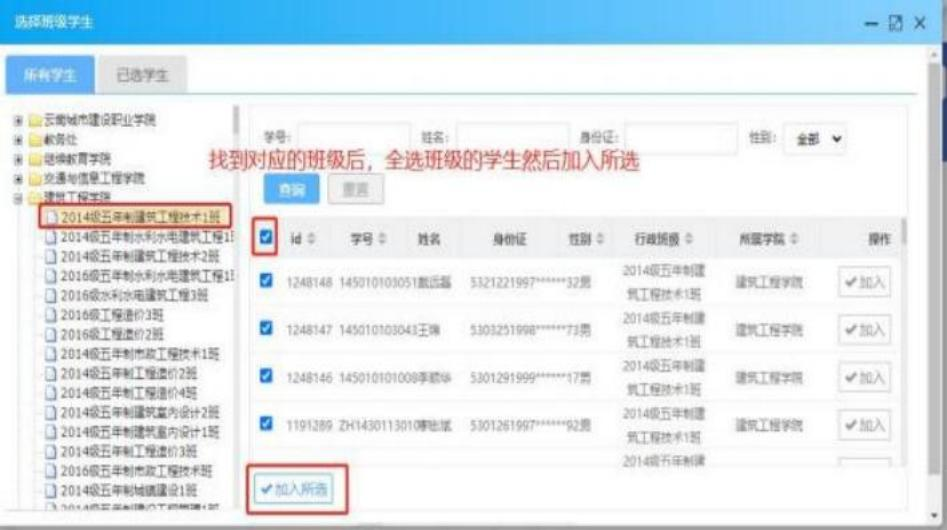 选择班级学生
所有学生 已选学生
云南城市建设职业学院
教务处
继续教育学院
交通与信息工程学院
建筑工程学院
2014级五年制建筑工程技术1班
2014级五年制水利水电建筑工程1
2014级五年制建筑工程技术2班
2016级五年制水利水电建筑工程1
2016级水利水电建筑工程3班
2016级工程造价3班
2016级工程造价2班
2014级五年制市政工程技术1班
2014级五年制工程造价2班
2014级五年制工程造价4班
2014级五年制建筑室内设计2班
2014级五年制建筑室内设计1班
2014级五年制工程造价3班
2016级五年制市政工程技术班
2014级五年制城镇建设1班
学号: 姓名: 身份证: 性别: 全部
找到对应的班级后，全选班级的学生然后加入所选
查询 重置
id 学号 姓名 身份证 性别 行政班级 所属学院 操作
1248148 145010103051 5321221997******32 男 2014级五年制建 建筑工程学院 加入
筑工程技术1班
1248147 145010103043 5303251998******73 男 2014级五年制建 建筑工程学院 加入
筑工程技术1班
1248146 145010101008 5301291999******17 男 2014级五年制建 建筑工程学院 加入
筑工程技术1班
1191289 ZH1430113010 5301261997******92 男 2014级五年制建 建筑工程学院 加入
筑工程技术1班
2014级五年制建
加入所选